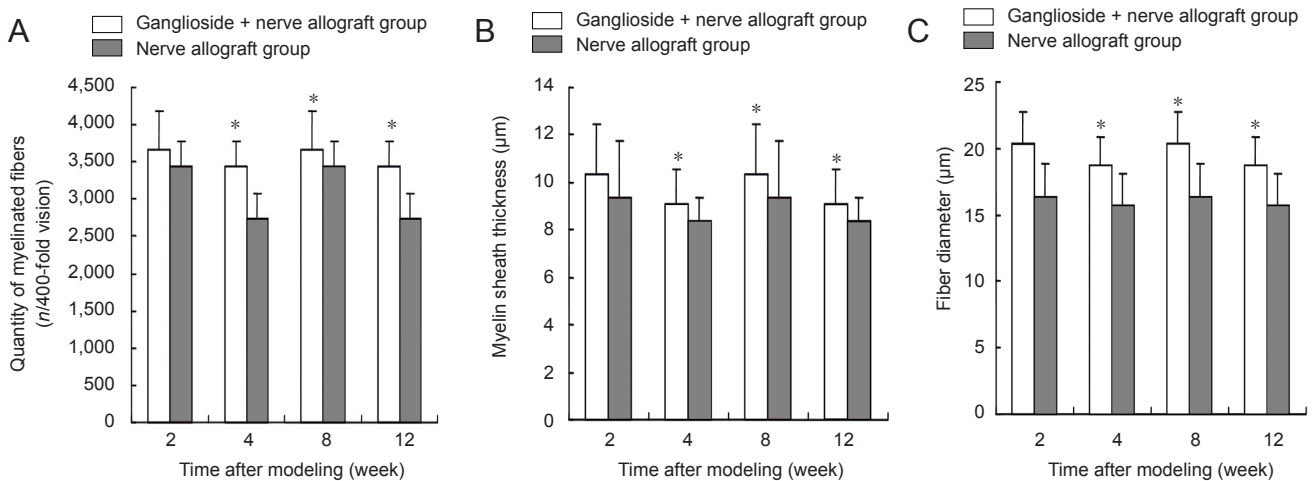 A
Ganglioside + nerve allograft group
Nerve allograft group
Quantity of myelinated fibers
(n/400-fold vision)
4,500
4,000
3,500
3,000
2,500
2,000
1,500
1,000
500
0
*
*
*
2 4 8 12
Time after modeling (week)
B
Ganglioside + nerve allograft group
Nerve allograft group
Myelin sheath thickness (μm)
14
12
10
8
6
4
2
0
*
*
*
2 4 8 12
Time after modeling (week)
C
Ganglioside + nerve allograft group
Nerve allograft group
Fiber diameter (μm)
25
20
15
10
5
0
*
*
*
2 4 8 12
Time after modeling (week)